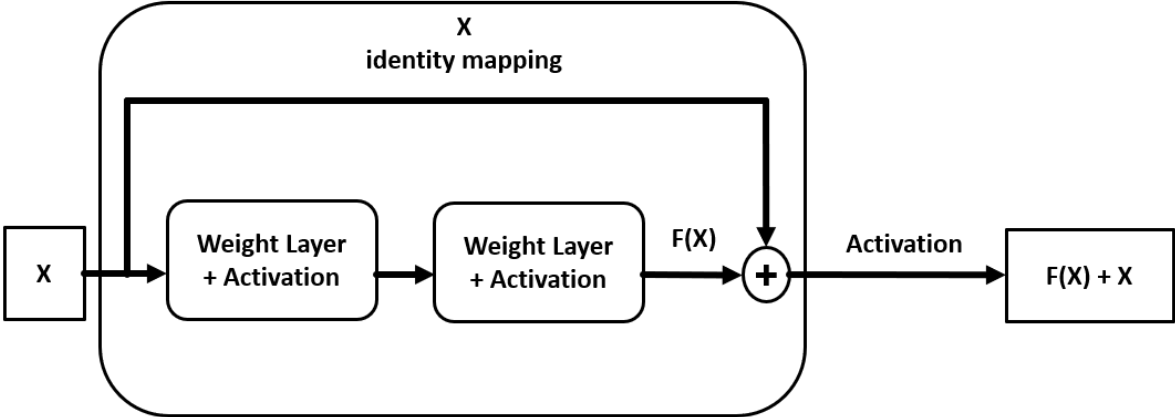 X
identity mapping
X
Weight Layer
+ Activation
Weight Layer
+ Activation
F(X)
+
Activation
F(X) + X